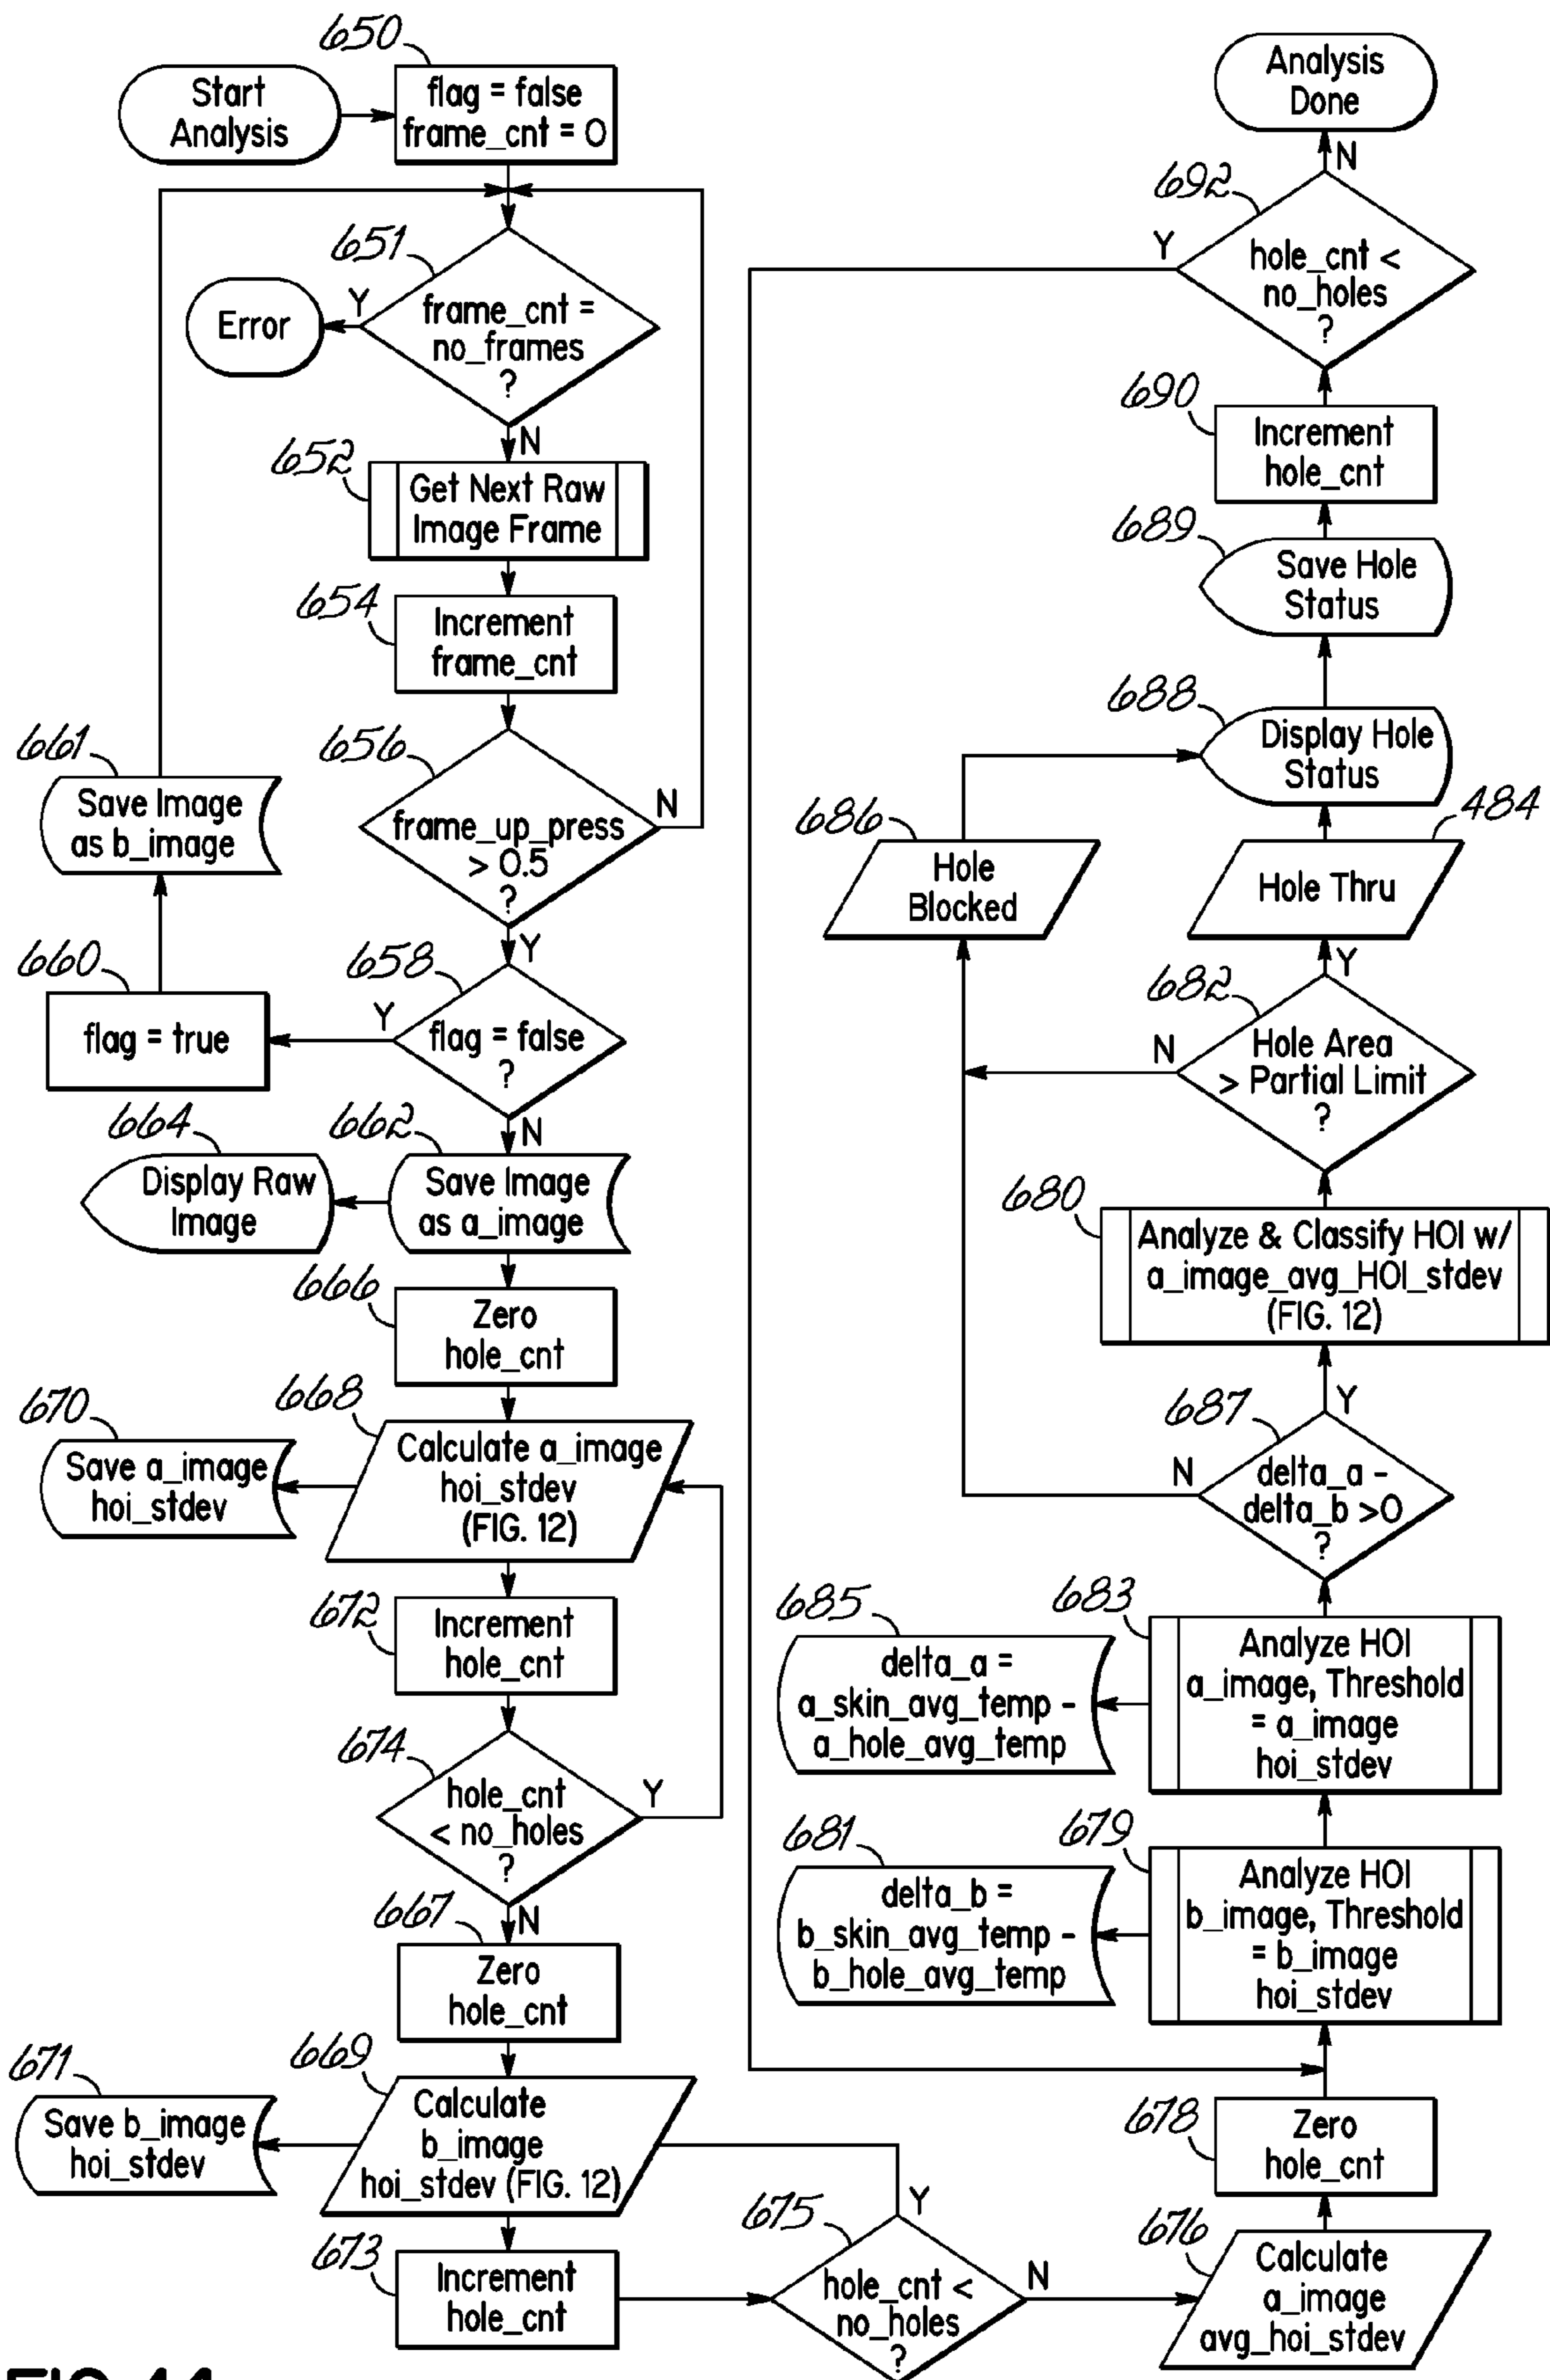 650
Start
Analysis
flag = false
frame_cnt = 0
651
frame_cnt =
no_frames
?
Y
Error
N
652
Get Next Raw
Image Frame
654
Increment
frame_cnt
656
frame_up_press
> 0.5
?
N
Y
658
flag = false
?
Y
660
flag = true
661
Save Image
as b_image
N
662
Save Image
as a_image
664
Display Raw
Image
666
Zero
hole_cnt
668
Calculate a_image
hoi_stdev
(FIG. 12)
670
Save a_image
hoi_stdev
672
Increment
hole_cnt
674
hole_cnt
< no_holes
?
Y
N
667
Zero
hole_cnt
669
Calculate
b_image
hoi_stdev (FIG. 12)
671
Save b_image
hoi_stdev
673
Increment
hole_cnt
675
hole_cnt <
no_holes
?
Y
N
676
Calculate
a_image
avg_hoi_stdev
678
Zero
hole_cnt
679
Analyze HOI
b_image, Threshold
= b_image
hoi_stdev
681
delta_b =
b_skin_avg_temp -
b_hole_avg_temp
683
Analyze HOI
a_image, Threshold
= a_image
hoi_stdev
685
delta_a =
a_skin_avg_temp -
a_hole_avg_temp
687
delta_a -
delta_b >0
?
N
Y
680
Analyze & Classify HOI w/
a_image_avg_HOI_stdev
(FIG. 12)
682
Hole Area
> Partial Limit
?
N
Y
686
Hole
Blocked
484
Hole Thru
688
Display Hole
Status
689
Save Hole
Status
690
Increment
hole_cnt
692
hole_cnt <
no_holes
?
Y
N
Analysis
Done